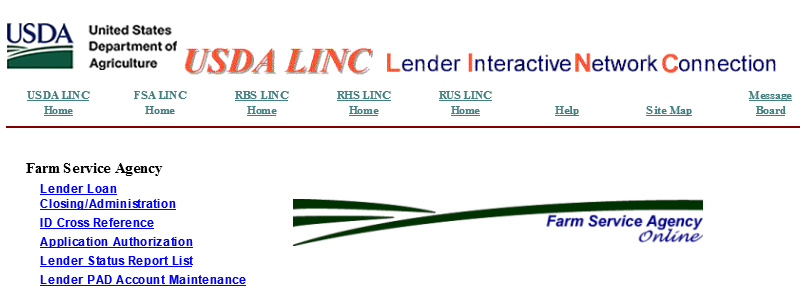 USDA
United States
Department of
Agriculture
USDA LINC
Lender Interactive Network Connection
USDA LINC
Home
FSA LINC
Home
RBS LINC
Home
RHS LINC
Home
RUS LINC
Home
Help
Site Map
Message
Board
Farm Service Agency
Lender Loan
Closing/Administration
ID Cross Reference
Application Authorization
Lender Status Report List
Lender PAD Account Maintenance
Farm Service Agency
Online